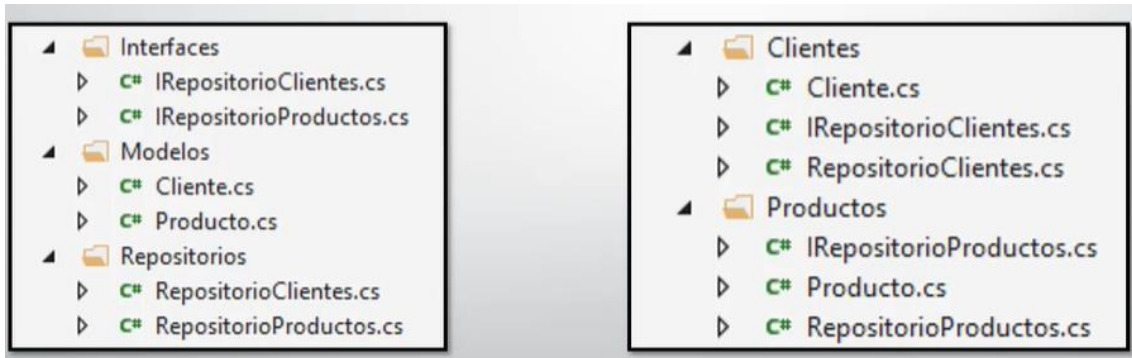 Interfaces
C# IRepositorioClientes.cs
C# IRepositorioProductos.cs
Modelos
C# Cliente.cs
C# Producto.cs
Repositorios
C# RepositorioClientes.cs
C# RepositorioProductos.cs
Clientes
C# Cliente.cs
C# IRepositorioClientes.cs
C# RepositorioClientes.cs
Productos
C# IRepositorioProductos.cs
C# Producto.cs
C# RepositorioProductos.cs